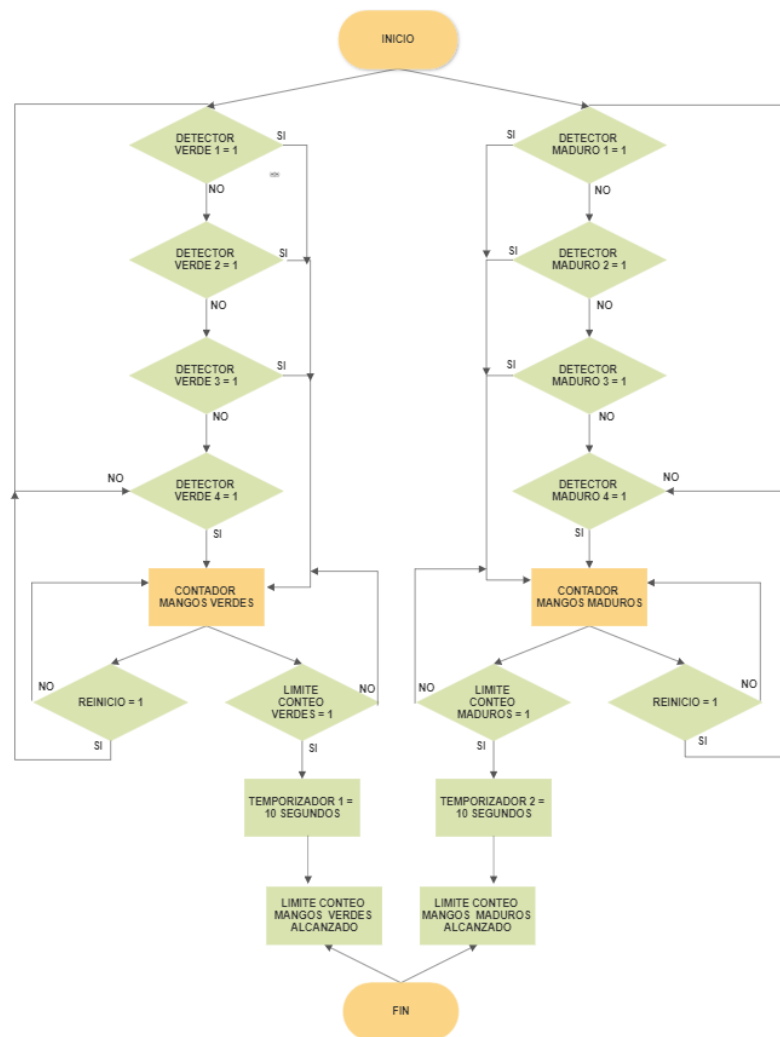 INICIO
DETECTOR
VERDE 1 = 1
SI
NO
DETECTOR
VERDE 2 = 1
SI
NO
DETECTOR
VERDE 3 = 1
SI
NO
NO
DETECTOR
VERDE 4 = 1
SI
CONTADOR
MANGOS VERDES
NO
REINICIO = 1
SI
LIMITE
CONTEO
VERDES = 1
NO
SI
TEMPORIZADOR 1 =
10 SEGUNDOS
LIMITE CONTEO
MANGOS VERDES
ALCANZADO
SI
DETECTOR
MADURO 1 = 1
NO
SI
DETECTOR
MADURO 2 = 1
NO
SI
DETECTOR
MADURO 3 = 1
NO
NO
DETECTOR
MADURO 4 = 1
SI
CONTADOR
MANGOS MADUROS
NO
LIMITE
CONTEO
MADUROS = 1
SI
REINICIO = 1
NO
SI
TEMPORIZADOR 2 =
10 SEGUNDOS
LIMITE CONTEO
MANGOS MADUROS
ALCANZADO
FIN